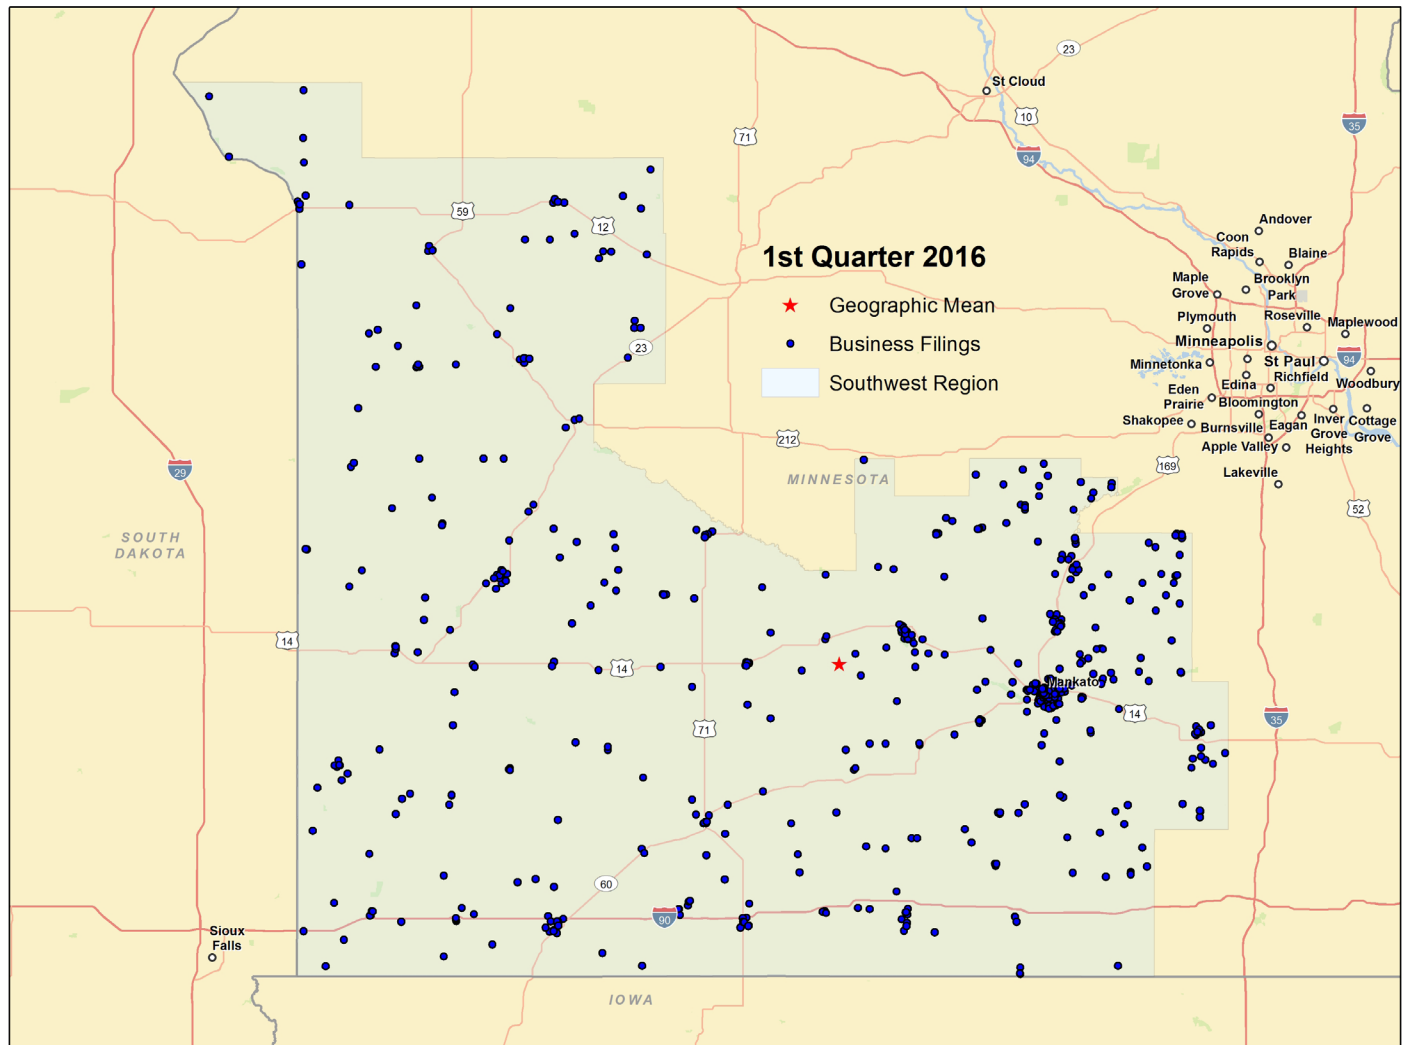 St Cloud
23
10
71
35
94
Andover
Coon
Rapids
Blaine
59
12
1st Quarter 2016
Maple
Grove
Brooklyn
Park
Geographic Mean
Plymouth
Roseville
Maplewood
23
Business Filings
Minneapolis
94
Minnetonka
St Paul
Richfield
Woodbury
Southwest Region
Eden
Prairie
Edina
Bloomington
Shakopee
Burnsville
Eagan
Inver
Grove
Heights
Cottage
Grove
212
Apple Valley
29
169
MINNESOTA
Lakeville
52
SOUTH
DAKOTA
14
14
Mankato
14
35
71
60
90
Sioux
Falls
IOWA